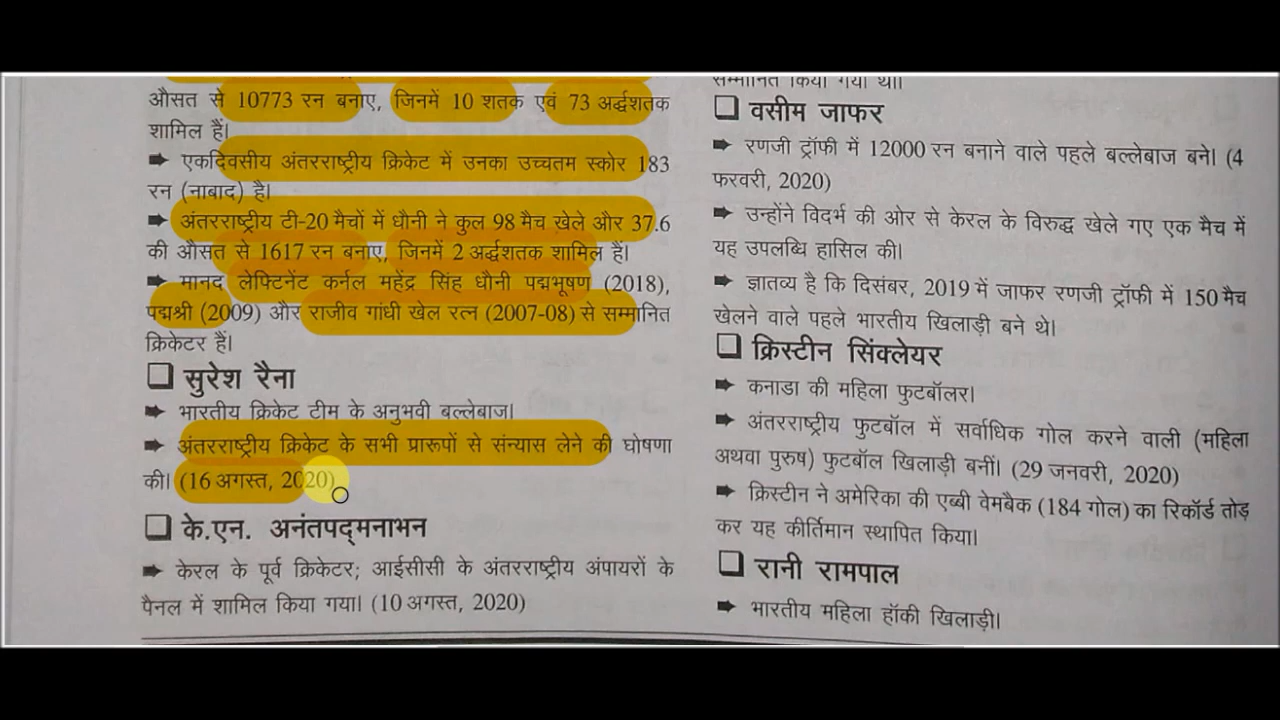 औसत से 10773 रन बनाए, जिनमें 10 शतक एवं 73 अर्द्धशतक
शामिल हैं।
➡ एकदिवसीय अंतरराष्ट्रीय क्रिकेट में उनका उच्चतम स्कोर 183
रन (नाबाद) है।
➡ अंतरराष्ट्रीय टी-20 मैचों में धौनी ने कुल 98 मैच खेले और 37.6
की औसत से 1617 रन बनाए, जिनमें 2 अर्द्धशतक शामिल हैं।
➡ मानद लेफ्टिनेंट कर्नल महेंद्र सिंह धौनी पद्मभूषण (2018),
पद्मश्री (2009) और राजीव गांधी खेल रत्न (2007-08) से सम्मानित
क्रिकेटर हैं।
❑ सुरेश रैना
➡ भारतीय क्रिकेट टीम के अनुभवी बल्लेबाज।
➡ अंतरराष्ट्रीय क्रिकेट के सभी प्रारूपों से संन्यास लेने की घोषणा
की। (16 अगस्त, 2020)
❑ के.एन. अनंतपद्मनाभन
➡ केरल के पूर्व क्रिकेटर; आईसीसी के अंतरराष्ट्रीय अंपायरों के
पैनल में शामिल किया गया। (10 अगस्त, 2020)
सम्मानित किया गया था।
❑ वसीम जाफर
➡ रणजी ट्रॉफी में 12000 रन बनाने वाले पहले बल्लेबाज बने। (4
फरवरी, 2020)
➡ उन्होंने विदर्भ की ओर से केरल के विरुद्ध खेले गए एक मैच में
यह उपलब्धि हासिल की।
➡ ज्ञातव्य है कि दिसंबर, 2019 में जाफर रणजी ट्रॉफी में 150 मैच
खेलने वाले पहले भारतीय खिलाड़ी बने थे।
❑ क्रिस्टीन सिंक्लेयर
➡ कनाडा की महिला फुटबॉलर।
➡ अंतरराष्ट्रीय फुटबॉल में सर्वाधिक गोल करने वाली (महिला
अथवा पुरुष) फुटबॉल खिलाड़ी बनीं। (29 जनवरी, 2020)
➡ क्रिस्टीन ने अमेरिका की एब्बी वेमबैक (184 गोल) का रिकॉर्ड तोड़
कर यह कीर्तिमान स्थापित किया।
❑ रानी रामपाल
➡ भारतीय महिला हॉकी खिलाड़ी।